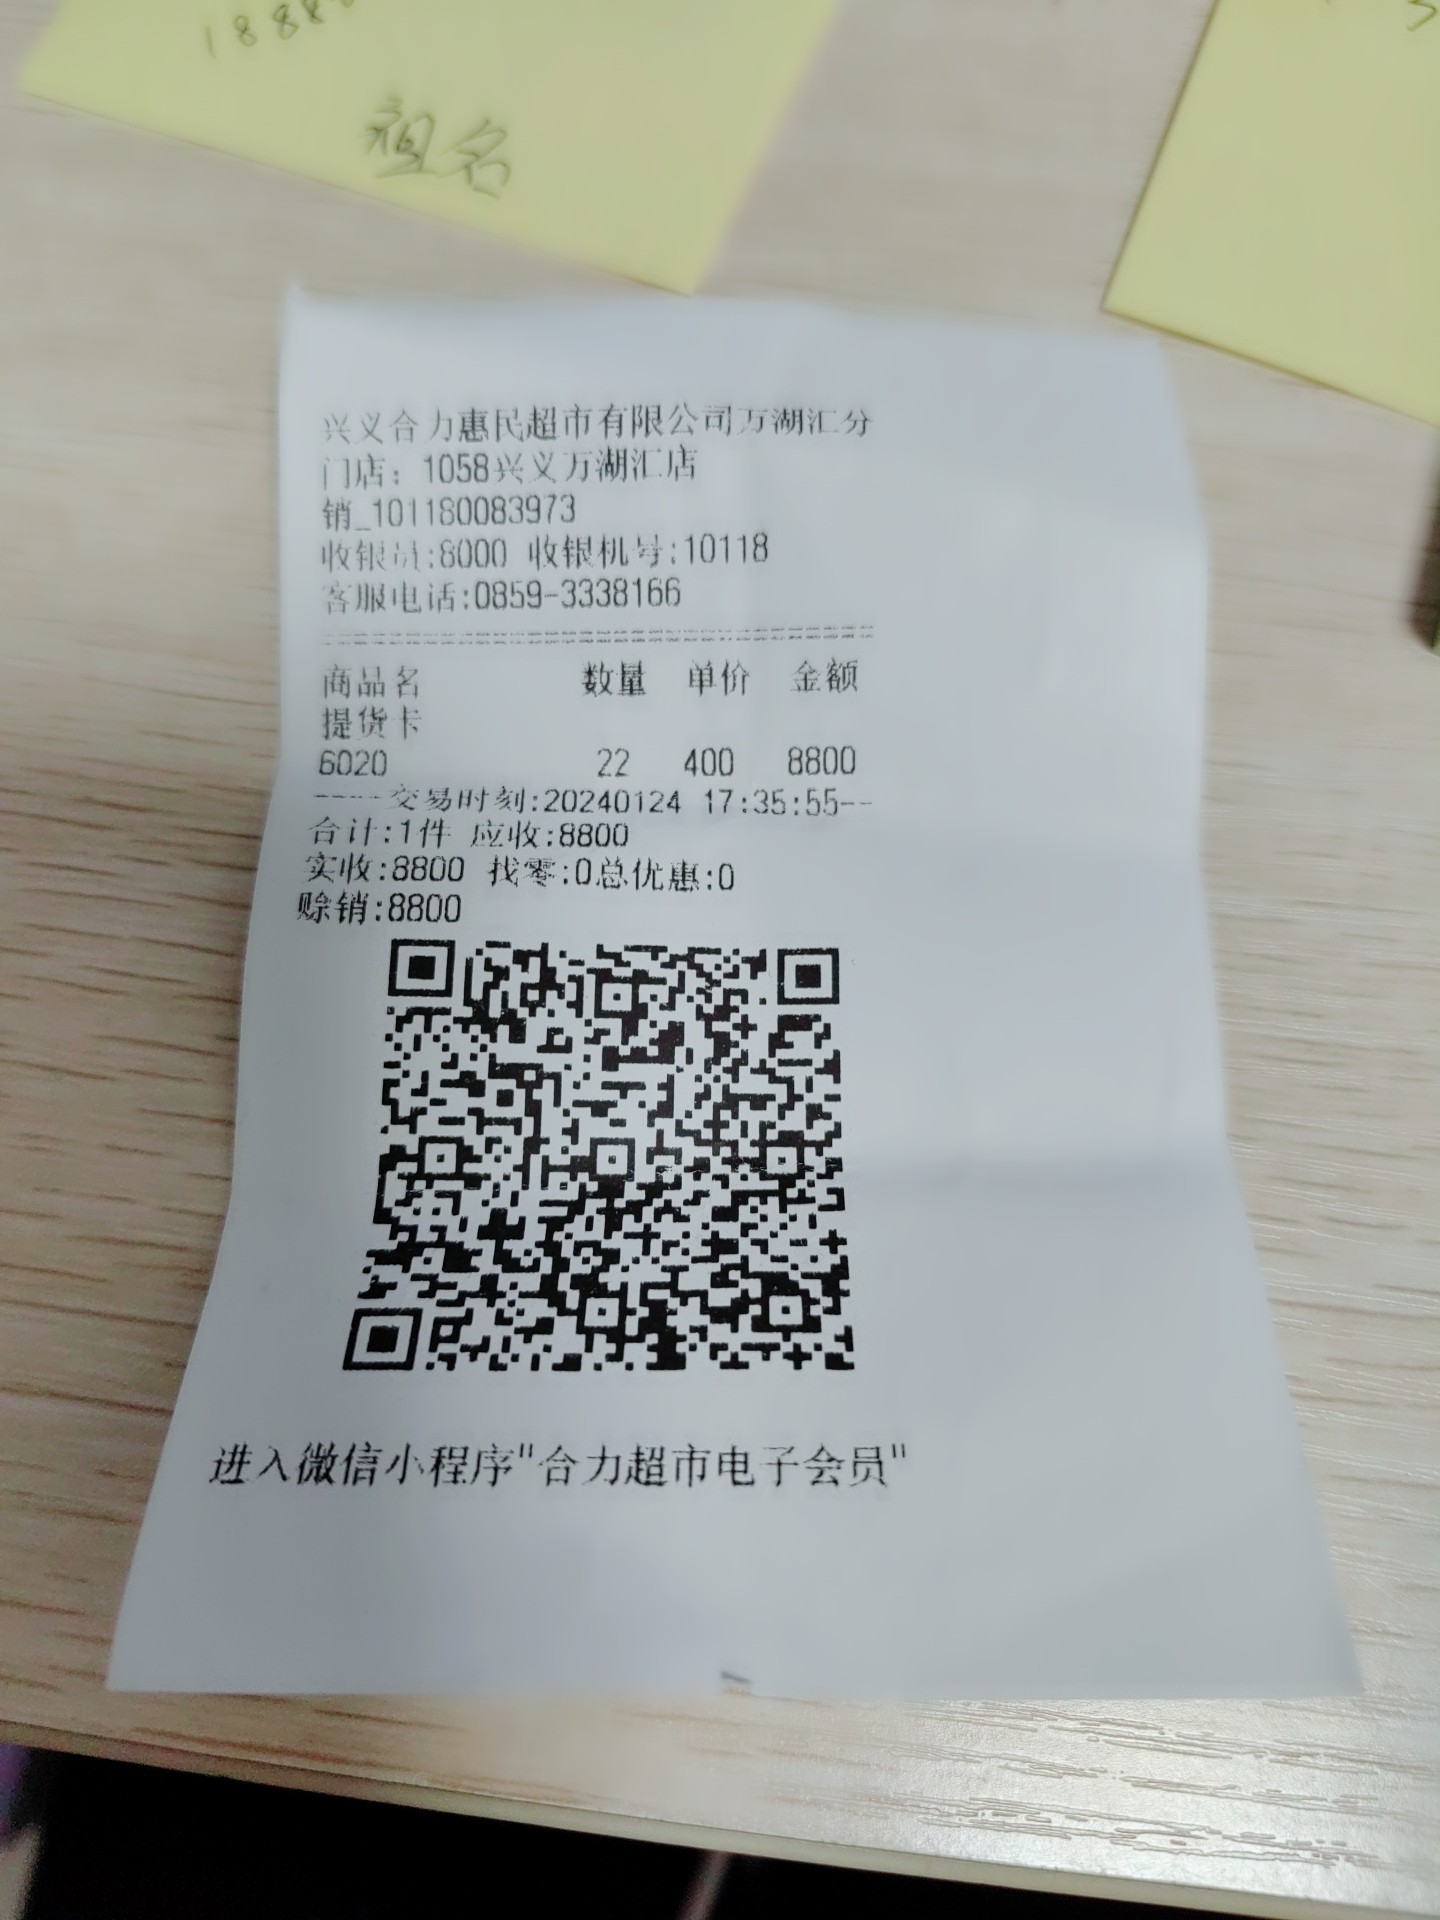 祖名
兴义合力惠民超市有限公司万湖汇分
门店：1058兴义万湖汇店
销_101180083973
收银员:8000 收银机号:10118
客服电话:0859-3338166
商品名 数量 单价 金额
提货卡
6020 22 400 8800
----交易时刻:20240124 17:35:55--
合计:1件 应收:8800
实收:8800 找零:0总优惠:0
赊销:8800
进入微信小程序"合力超市电子会员"